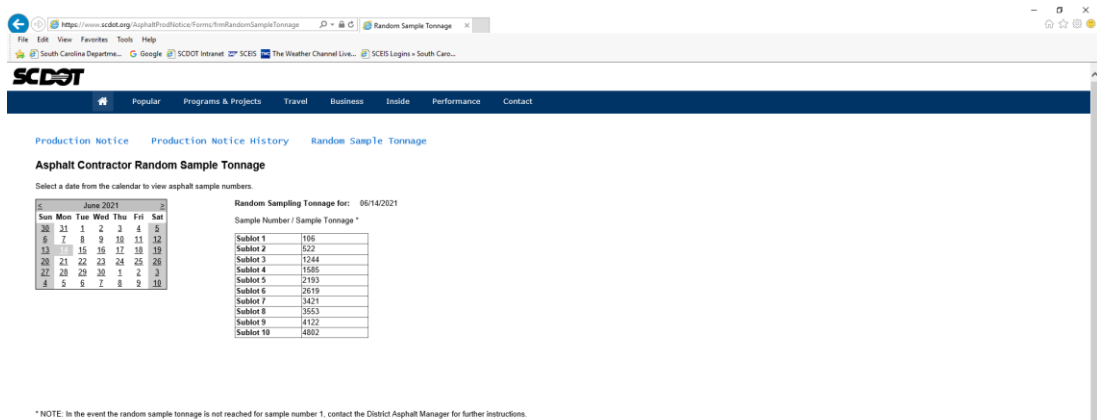 https://www.scdot.org/AsphaltProdNotice/Forms/frmRandomSampleTonnage
Random Sample Tonnage
File Edit View Favorites Tools Help
South Carolina Departme... Google SCDOT Intranet SCEIS The Weather Channel Live... SCEIS Logins » South Caro...
SCDOT
Popular Programs & Projects Travel Business Inside Performance Contact
Production Notice Production Notice History Random Sample Tonnage
Asphalt Contractor Random Sample Tonnage
Select a date from the calendar to view asphalt sample numbers.
< June 2021 >
Sun Mon Tue Wed Thu Fri Sat
30 31 1 2 3 4 5
6 7 8 9 10 11 12
13 14 15 16 17 18 19
20 21 22 23 24 25 26
27 28 29 30 1 2 3
4 5 6 7 8 9 10
Random Sampling Tonnage for: 06/14/2021
Sample Number / Sample Tonnage *
Sublot 1 106
Sublot 2 522
Sublot 3 1244
Sublot 4 1585
Sublot 5 2193
Sublot 6 2619
Sublot 7 3421
Sublot 8 3553
Sublot 9 4122
Sublot 10 4802
* NOTE: In the event the random sample tonnage is not reached for sample number 1, contact the District Asphalt Manager for further instructions.